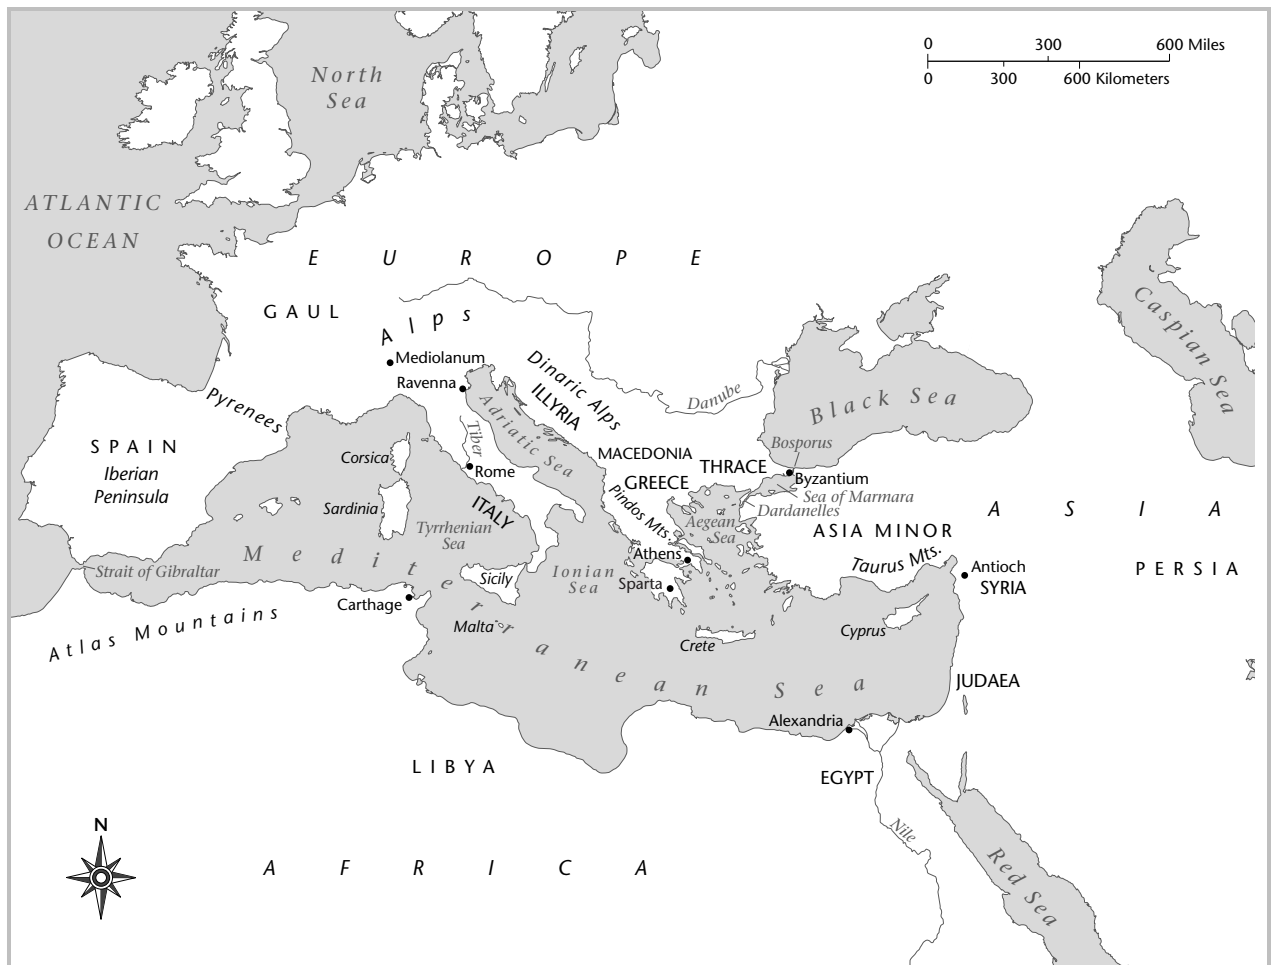 0 300 600 Miles
0 300 600 Kilometers
North
Sea
ATLANTIC
OCEAN
EUROPE
GAUL
Alps
Caspian Sea
Mediolanum
Ravenna
Dinaric Alps
ILLYRIA
Danube
Black Sea
Pyrenees
Adriatic Sea
Tiber
SPAIN
Iberian
Peninsula
Corsica
Rome
MACEDONIA
THRACE
Bosporus
Byzantium
GREECE
Sea of Marmara
Dardanelles
Pindos Mts.
Sardinia
ITALY
Tyrrhenian
Sea
Aegean
Sea
ASIA
ASIA MINOR
Athens
Taurus Mts.
Mediterranean Sea
Strait of Gibraltar
Sicily
Ionian
Sea
Sparta
Antioch
SYRIA
PERSIA
Carthage
Atlas Mountains
Malta
Crete
Cyprus
JUDAEA
Alexandria
LIBYA
EGYPT
N
Nile
AFRICA
Red Sea